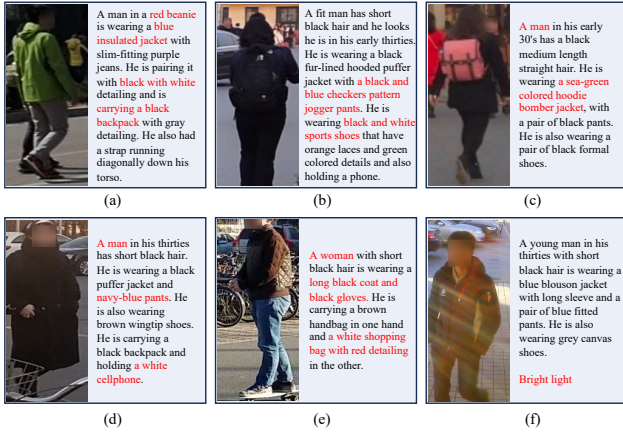 A man in a red beanie
is wearing a blue
insulated jacket with
slim-fitting purple
jeans. He is pairing it
with black with white
detailing and is
carrying a black
backpack with gray
detailing. He also had
a strap running
diagonally down his
torso.
(a)
A fit man has short
black hair and he looks
he is in his early thirties.
He is wearing a black
fur-lined hooded puffer
jacket with a black and
blue checkers pattern
jogger pants. He is
wearing black and white
sports shoes that have
orange laces and green
colored details and also
holding a phone.
(b)
A man in his early
30's has a black
medium length
straight hair. He is
wearing a sea-green
colored hoodie
bomber jacket, with
a pair of black pants.
He is also wearing a
pair of black formal
shoes.
(c)
A man in his thirties
has short black hair.
He is wearing a black
puffer jacket and
navy-blue pants. He
is also wearing
brown wingtip shoes.
He is carrying a
black backpack and
holding a white
cellphone.
(d)
A woman with short
black hair is wearing a
long black coat and
black gloves. He is
carrying a brown
handbag in one hand
and a white shopping
bag with red detailing
in the other.
(e)
A young man in his
thirties with short
black hair is wearing a
blue blouson jacket
with long sleeve and a
pair of blue fitted
pants. He is also
wearing grey canvas
shoes.
Bright light
(f)